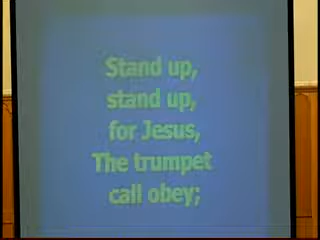 Stand up,
stand up,
for Jesus,
The trumpet
call obey;